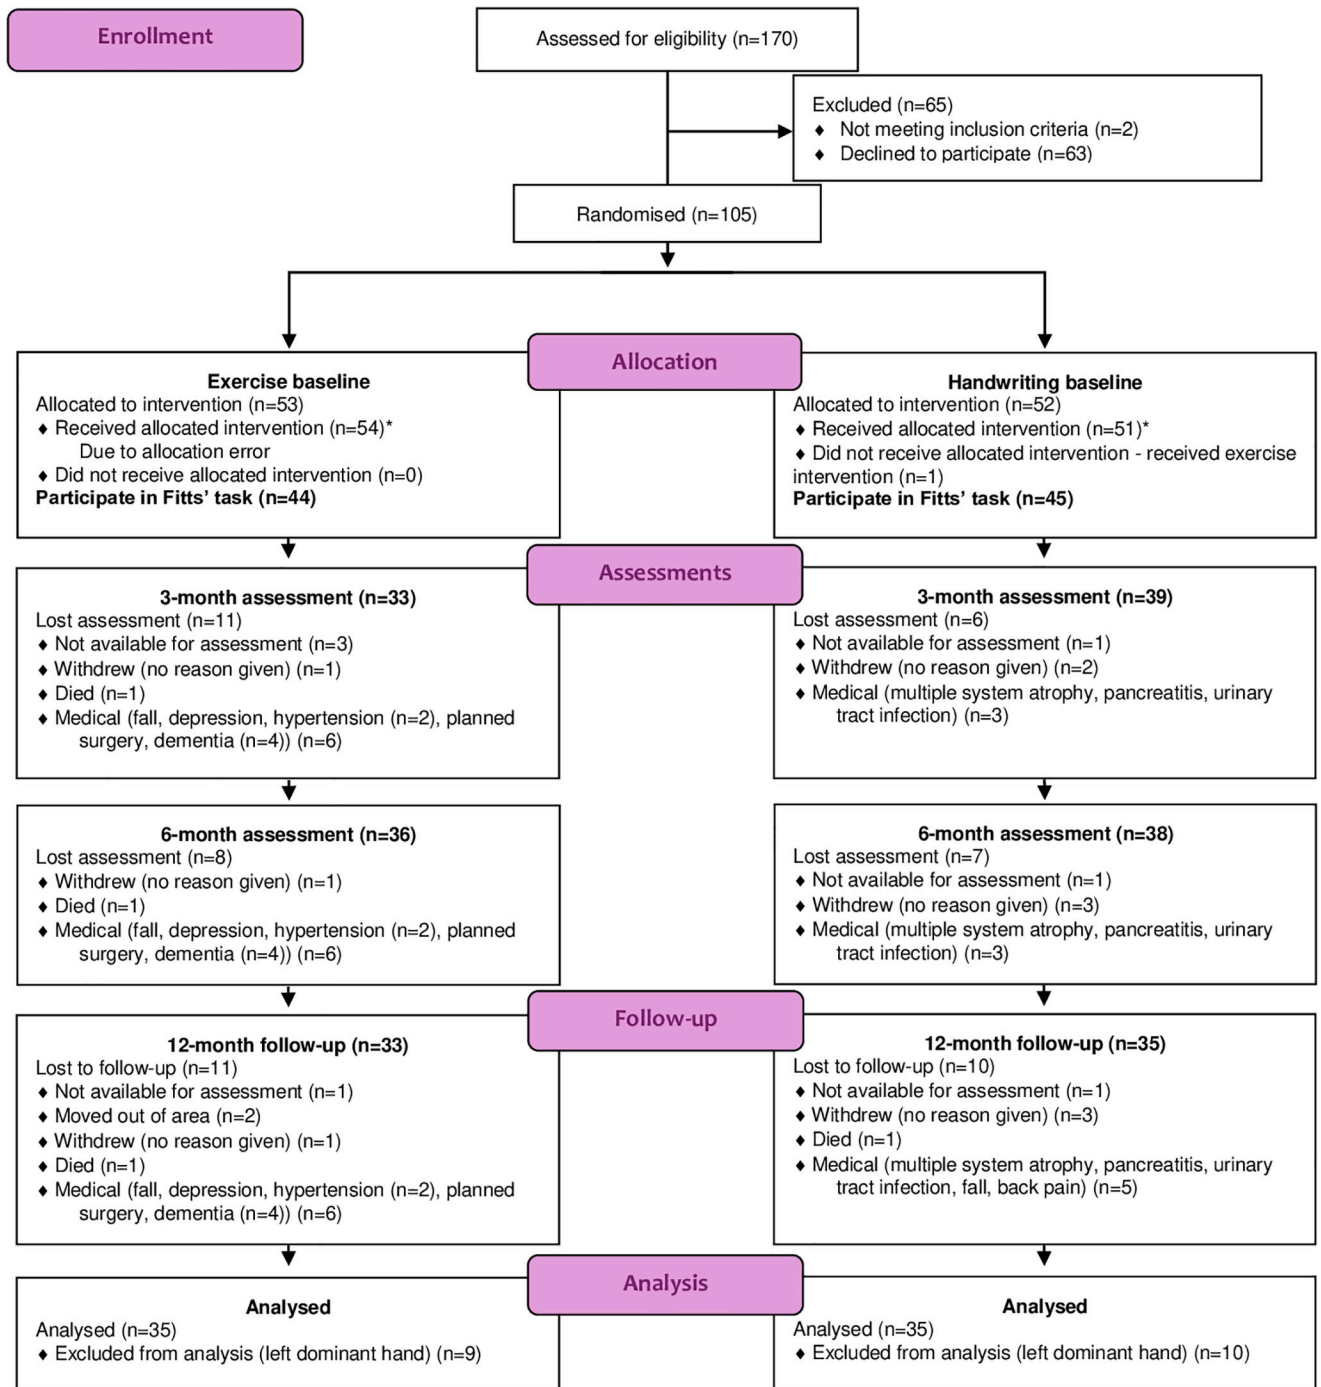 Enrollment
Assessed for eligibility (n=170)
Excluded (n=65)
♦ Not meeting inclusion criteria (n=2)
♦ Declined to participate (n=63)
Randomised (n=105)
Allocation
Exercise baseline
Allocated to intervention (n=53)
♦ Received allocated intervention (n=54)*
Due to allocation error
♦ Did not receive allocated intervention (n=0)
Participate in Fitts' task (n=44)
Handwriting baseline
Allocated to intervention (n=52)
♦ Received allocated intervention (n=51)*
♦ Did not receive allocated intervention - received exercise
intervention (n=1)
Participate in Fitts' task (n=45)
Assessments
3-month assessment (n=33)
Lost assessment (n=11)
♦ Not available for assessment (n=3)
♦ Withdrew (no reason given) (n=1)
♦ Died (n=1)
♦ Medical (fall, depression, hypertension (n=2), planned
surgery, dementia (n=4)) (n=6)
3-month assessment (n=39)
Lost assessment (n=6)
♦ Not available for assessment (n=1)
♦ Withdrew (no reason given) (n=2)
♦ Medical (multiple system atrophy, pancreatitis, urinary
tract infection) (n=3)
6-month assessment (n=36)
Lost assessment (n=8)
♦ Withdrew (no reason given) (n=1)
♦ Died (n=1)
♦ Medical (fall, depression, hypertension (n=2), planned
surgery, dementia (n=4)) (n=6)
6-month assessment (n=38)
Lost assessment (n=7)
♦ Not available for assessment (n=1)
♦ Withdrew (no reason given) (n=3)
♦ Medical (multiple system atrophy, pancreatitis, urinary
tract infection) (n=3)
Follow-up
12-month follow-up (n=33)
Lost to follow-up (n=11)
♦ Not available for assessment (n=1)
♦ Moved out of area (n=2)
♦ Withdrew (no reason given) (n=1)
♦ Died (n=1)
♦ Medical (fall, depression, hypertension (n=2), planned
surgery, dementia (n=4)) (n=6)
12-month follow-up (n=35)
Lost to follow-up (n=10)
♦ Not available for assessment (n=1)
♦ Withdrew (no reason given) (n=3)
♦ Died (n=1)
♦ Medical (multiple system atrophy, pancreatitis, urinary
tract infection, fall, back pain) (n=5)
Analysis
Analysed
Analysed (n=35)
♦ Excluded from analysis (left dominant hand) (n=9)
Analysed
Analysed (n=35)
♦ Excluded from analysis (left dominant hand) (n=10)